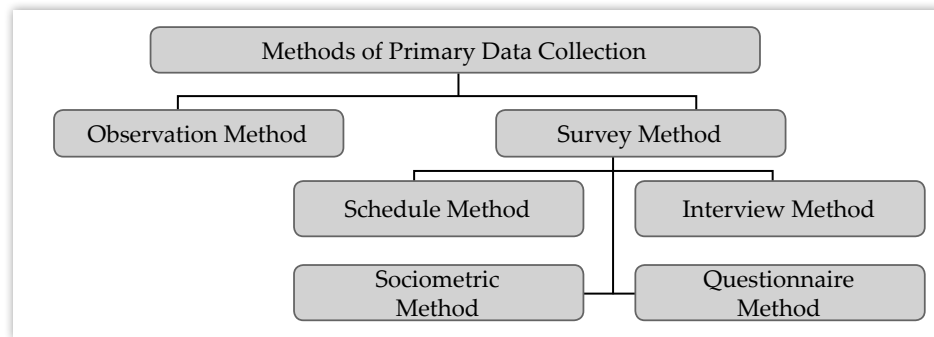 Methods of Primary Data Collection
Observation Method
Survey Method
Schedule Method
Interview Method
Sociometric
Method
Questionnaire
Method